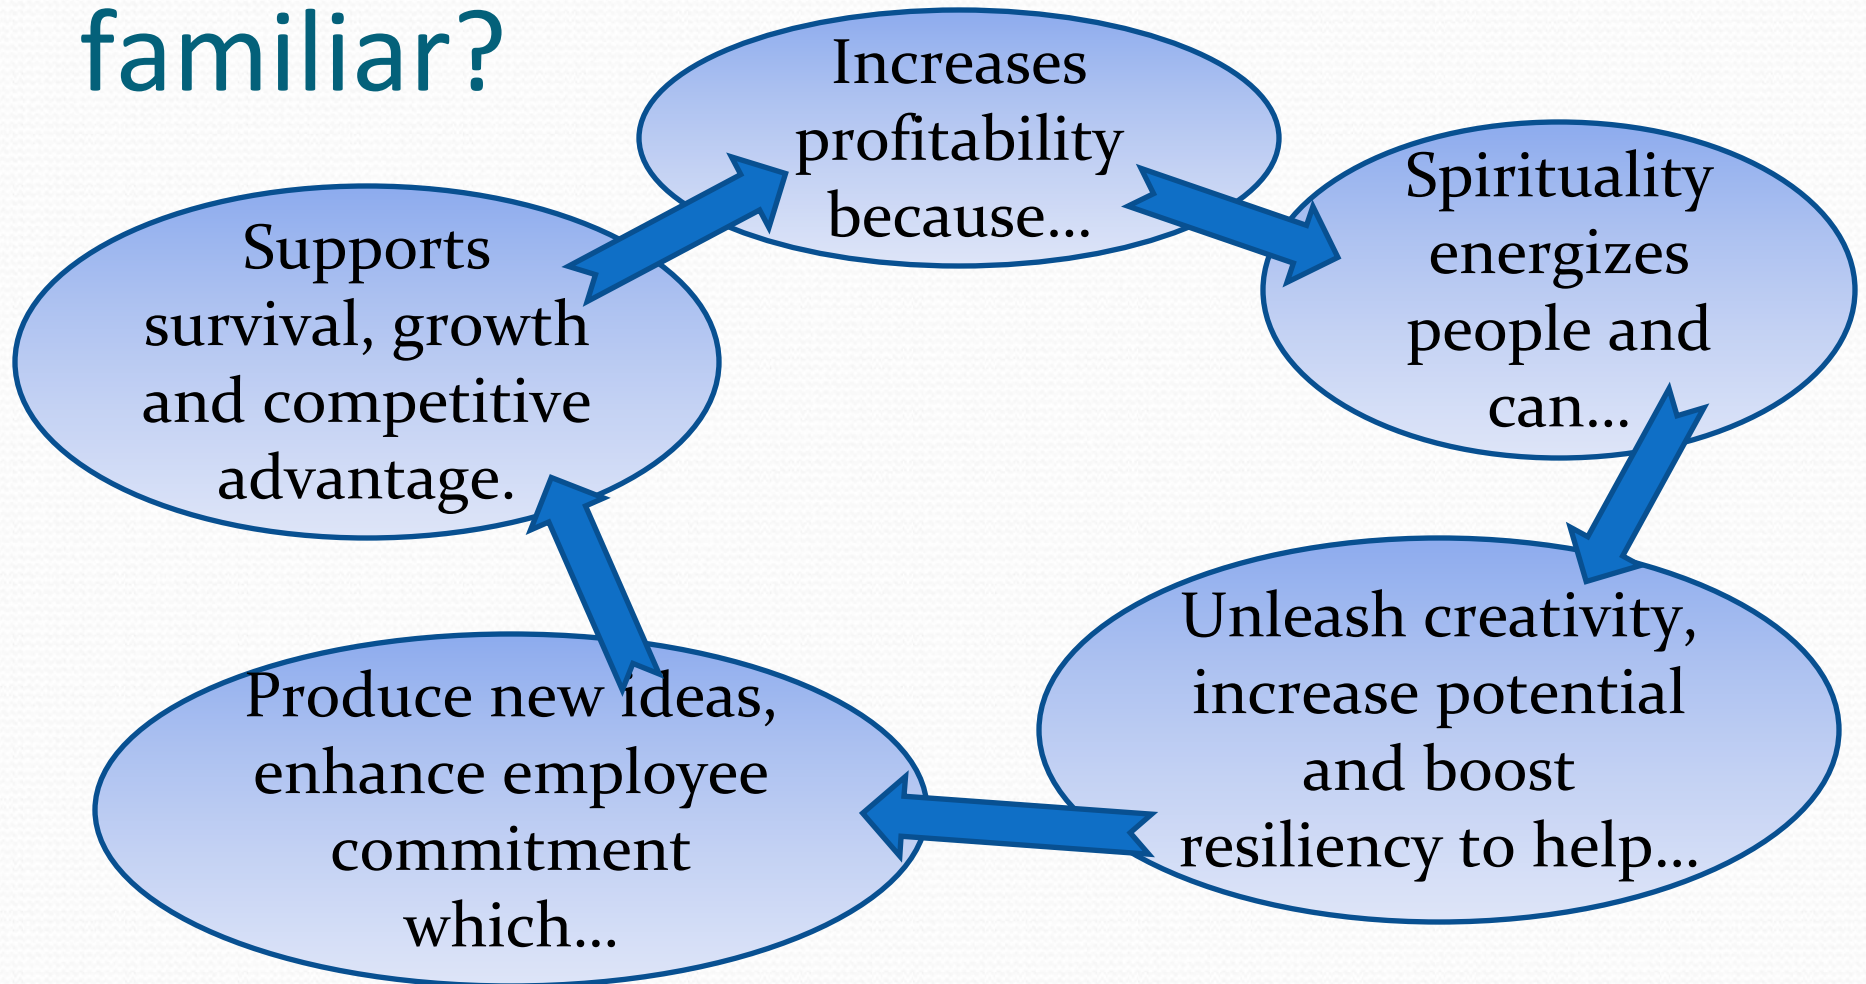 familiar?
Increases
profitability
because...
Spirituality
energizes
people and
can...
Unleash creativity,
increase potential
and boost
resiliency to help...
Produce new ideas,
enhance employee
commitment
which...
Supports
survival, growth
and competitive
advantage.